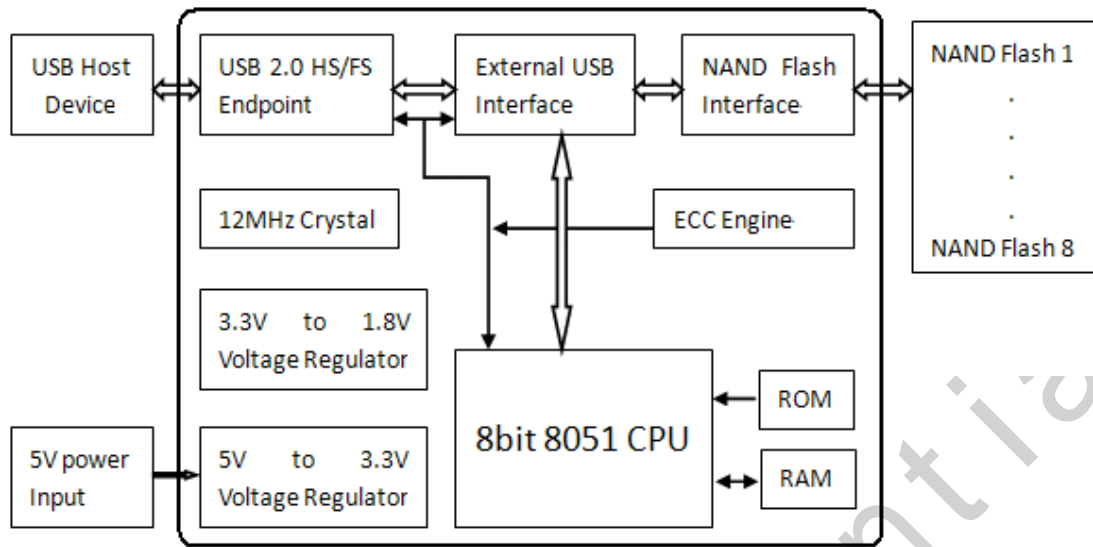 USB Host
Device
USB 2.0 HS/FS
Endpoint
External USB
Interface
NAND Flash
Interface
NAND Flash 1
.
.
.
.
NAND Flash 8
12MHz Crystal
ECC Engine
3.3V to 1.8V
Voltage Regulator
8bit 8051 CPU
ROM
RAM
5V power
Input
5V to 3.3V
Voltage Regulator